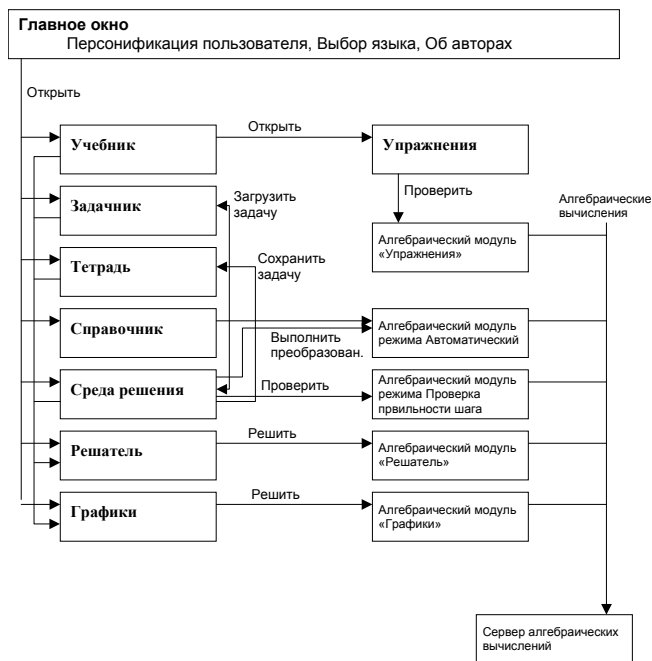 Главное окно
Персонификация пользователя, Выбор языка, Об авторах
Открыть
Учебник
Открыть
Упражнения
Проверить
Алгебраические
вычисления
Задачник
Загрузить
задачу
Алгебраический модуль
«Упражнения»
Тетрадь
Сохранить
задачу
Справочник
Выполнить
преобразован.
Алгебраический модуль
режима Автоматический
Среда решения
Проверить
Алгебраический модуль
режима Проверка
првильности шага
Решатель
Решить
Алгебраический модуль
«Решатель»
Графики
Решить
Алгебраический модуль
«Графики»
Сервер алгебраических
вычислений